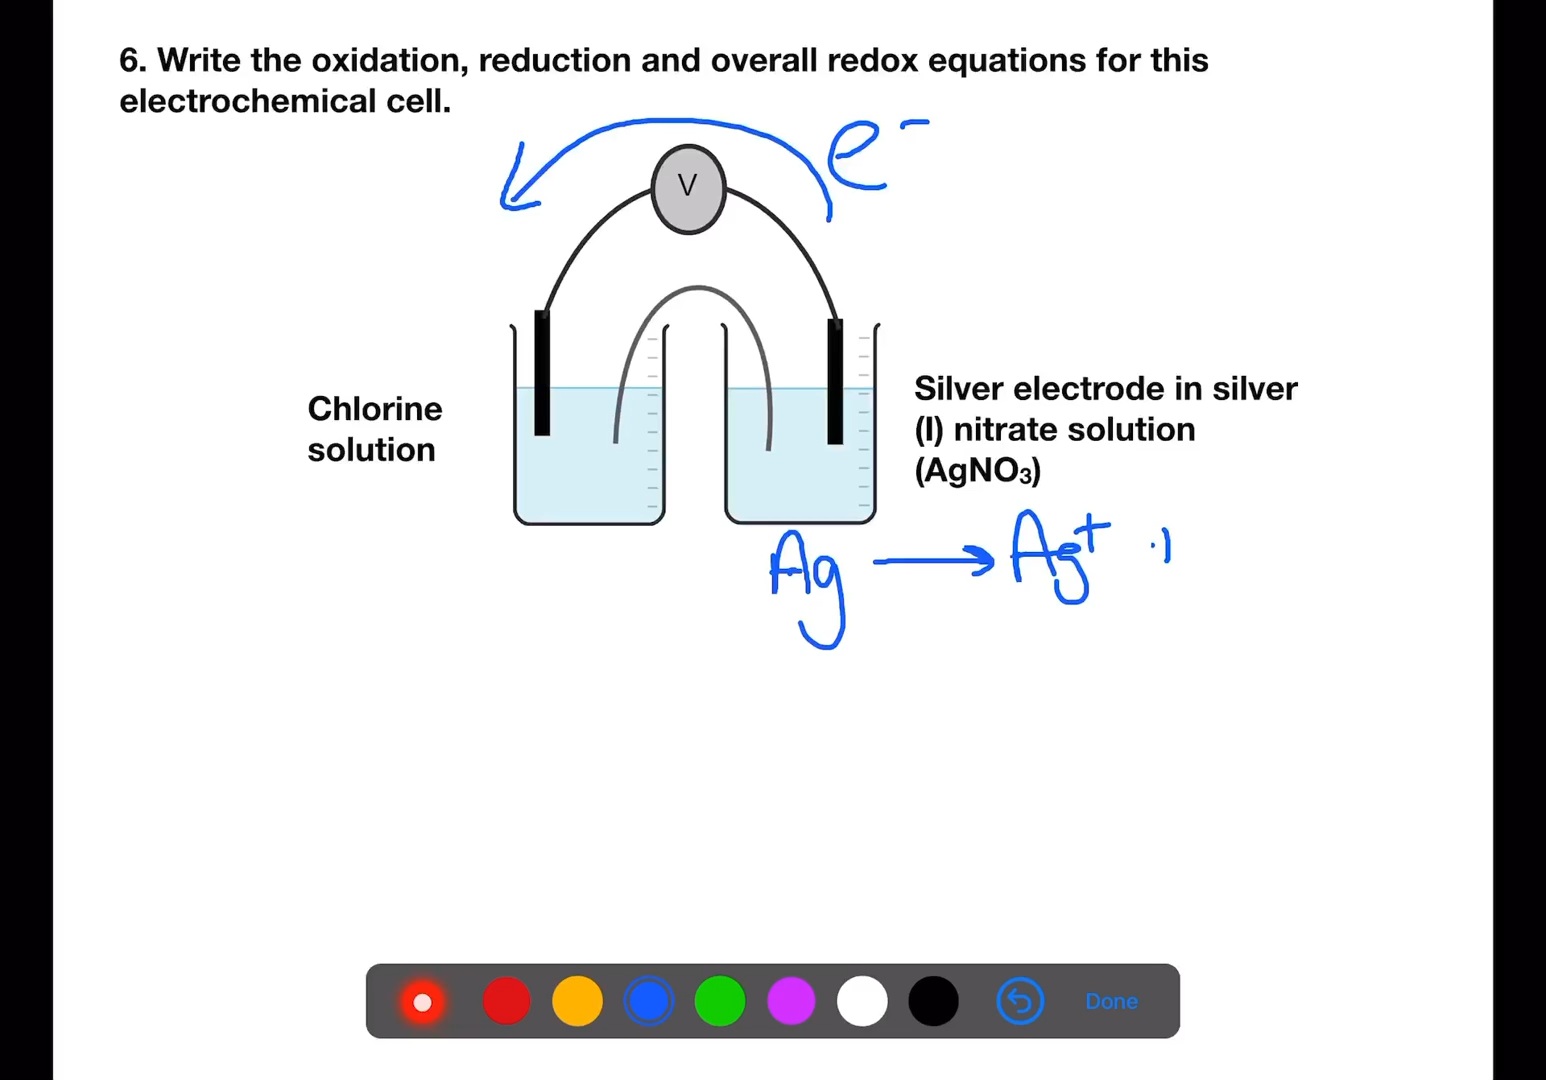 6. Write the oxidation, reduction and overall redox equations for this
electrochemical cell.
e⁻
V
Chlorine
solution
Silver electrode in silver
(I) nitrate solution
(AgNO₃)
Ag → Ag⁺
Done